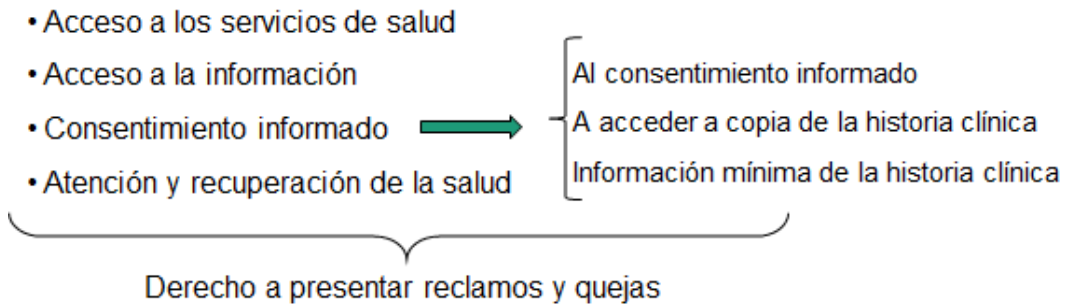 • Acceso a los servicios de salud
• Acceso a la información
• Consentimiento informado
• Atención y recuperación de la salud
Al consentimiento informado
A acceder a copia de la historia clínica
Información mínima de la historia clínica
Derecho a presentar reclamos y quejas